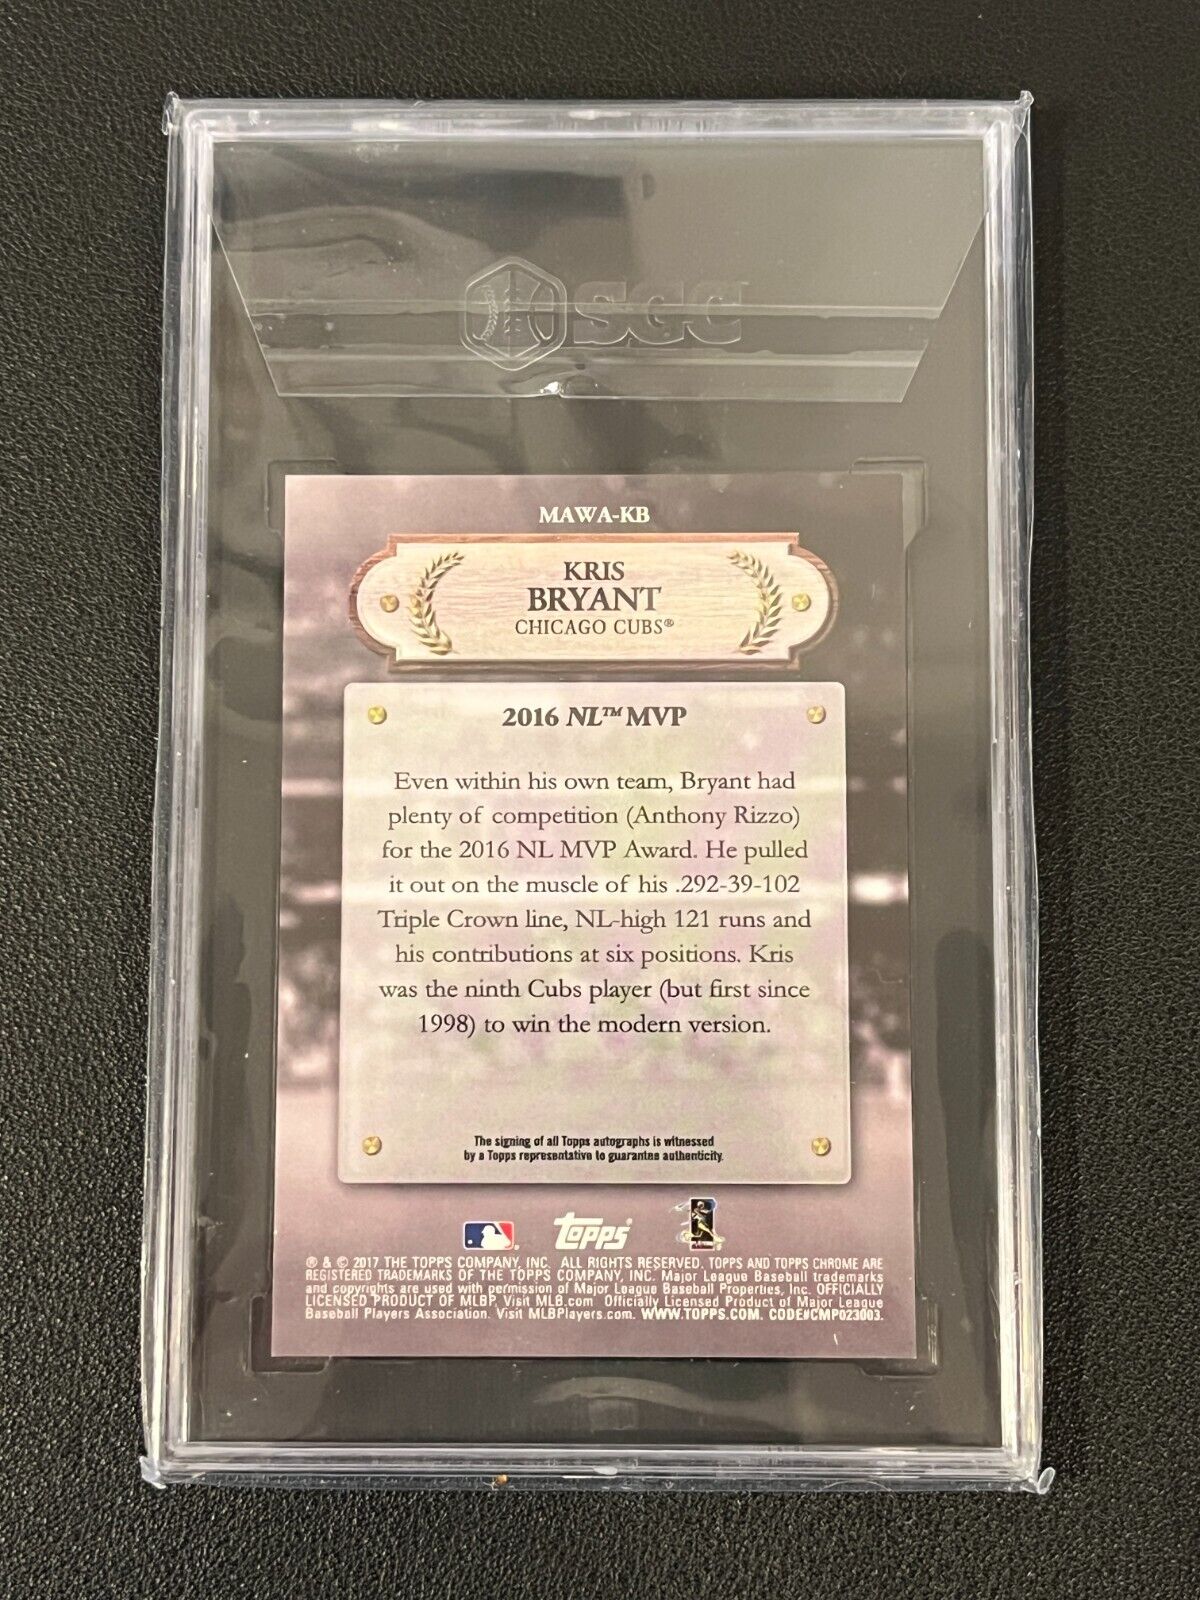 SGC
MAWA-KB
KRIS
BRYANT
CHICAGO CUBS®
2016 NL™ MVP
Even within his own team, Bryant had
plenty of competition (Anthony Rizzo)
for the 2016 NL MVP Award. He pulled
it out on the muscle of his .292-39-102
Triple Crown line, NL-high 121 runs and
his contributions at six positions. Kris
was the ninth Cubs player (but first since
1998) to win the modern version.
The signing of all Topps autographs is witnessed
by a Topps representative to guarantee authenticity.
topps®
® & © 2017 THE TOPPS COMPANY, INC. ALL RIGHTS RESERVED. TOPPS AND TOPPS CHROME ARE
REGISTERED TRADEMARKS OF THE TOPPS COMPANY, INC. Major League Baseball trademarks
and copyrights are used with permission of Major League Baseball Properties, Inc. OFFICIALLY
LICENSED PRODUCT OF MLBP. Visit MLB.com Officially Licensed Product of Major League
Baseball Players Association. Visit MLBPlayers.com. WWW.TOPPS.COM. CODE#CMP023003.